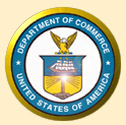 DEPARTMENT OF COMMERCE
UNITED STATES OF AMERICA